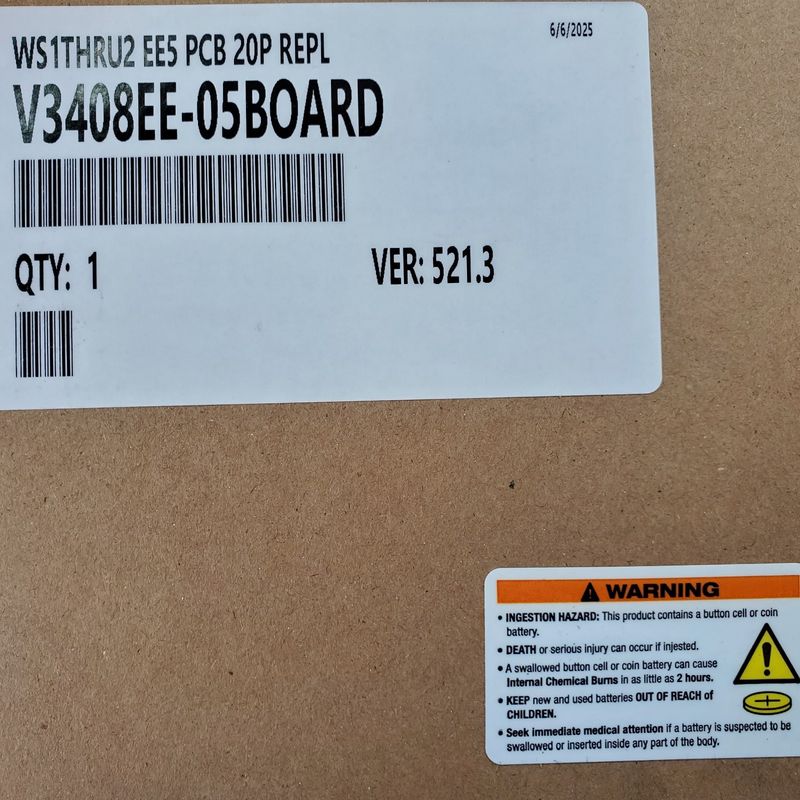 6/6/2025
WS1THRU2 EE5 PCB 20P REPL
V3408EE-05BOARD
QTY: 1
VER: 521.3
WARNING
• INGESTION HAZARD: This product contains a button cell or coin
battery.
• DEATH or serious injury can occur if injested.
• A swallowed button cell or coin battery can cause
Internal Chemical Burns in as little as 2 hours.
• KEEP new and used batteries OUT OF REACH of
CHILDREN.
• Seek immediate medical attention if a battery is suspected to be
swallowed or inserted inside any part of the body.